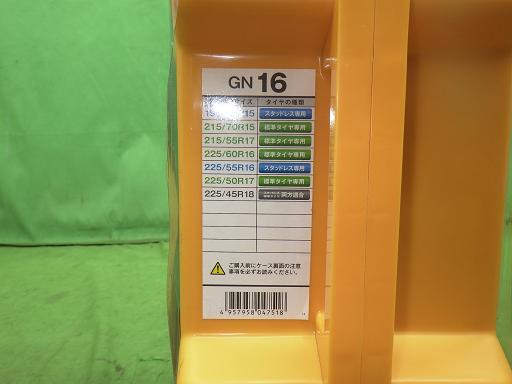 GN 16
イズ タイヤの種類
15 スタッドレス専用
215/70R15 標準タイヤ専用
215/55R17 標準タイヤ専用
225/60R16 標準タイヤ専用
225/55R16 スタッドレス専用
225/50R17 標準タイヤ専用
225/45R18 両方適合
ご購入前にケース裏面の注意
事項を必ずお読みください。
4 957958 047518